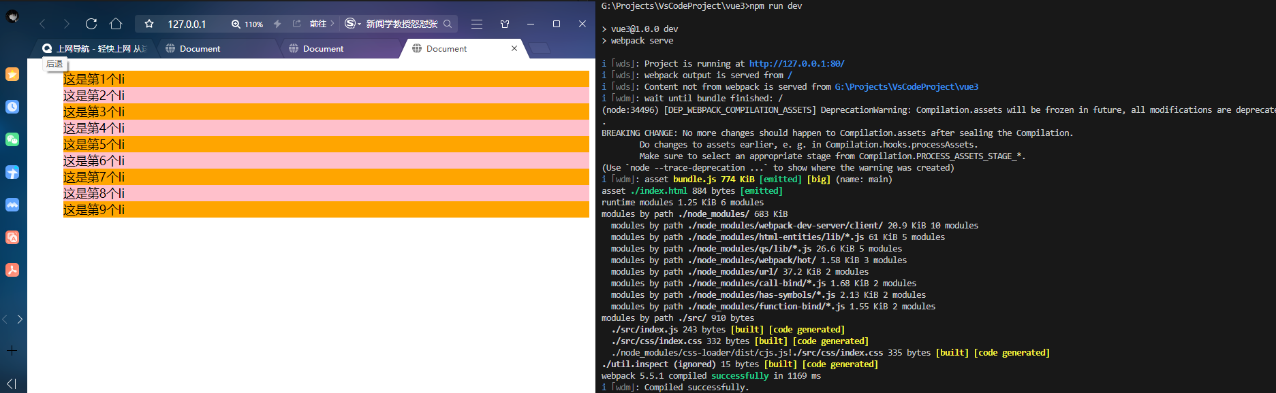 127.0.0.1
110%
前往
新闻学教授怒怼张
上网导航 - 轻快上网 从
Document
Document
Document
后退
这是第1个li
这是第2个li
这是第3个li
这是第4个li
这是第5个li
这是第6个li
这是第7个li
这是第8个li
这是第9个li
G:\Projects\VsCodeProject\vue3>npm run dev
> vue3@1.0.0 dev
> webpack serve
i ｢wds｣: Project is running at http://127.0.0.1:80/
i ｢wds｣: webpack output is served from /
i ｢wds｣: Content not from webpack is served from G:\Projects\VsCodeProject\vue3
i ｢wdm｣: wait until bundle finished: /
(node:34496) [DEP_WEBPACK_COMPILATION_ASSETS] DeprecationWarning: Compilation.assets will be frozen in future, all modifications are deprecate
.
BREAKING CHANGE: No more changes should happen to Compilation.assets after sealing the Compilation.
Do changes to assets earlier, e. g. in Compilation.hooks.processAssets.
Make sure to select an appropriate stage from Compilation.PROCESS_ASSETS_STAGE_*.
(Use `node --trace-deprecation ...` to show where the warning was created)
i ｢wdm｣: asset bundle.js 774 KiB [emitted] [big] (name: main)
asset ./index.html 884 bytes [emitted]
runtime modules 1.25 KiB 6 modules
modules by path ./node_modules/ 683 KiB
modules by path ./node_modules/webpack-dev-server/client/ 20.9 KiB 10 modules
modules by path ./node_modules/html-entities/lib/*.js 61 KiB 5 modules
modules by path ./node_modules/qs/lib/*.js 26.6 KiB 5 modules
modules by path ./node_modules/webpack/hot/ 1.58 KiB 3 modules
modules by path ./node_modules/url/ 37.2 KiB 2 modules
modules by path ./node_modules/call-bind/*.js 1.68 KiB 2 modules
modules by path ./node_modules/has-symbols/*.js 2.13 KiB 2 modules
modules by path ./node_modules/function-bind/*.js 1.55 KiB 2 modules
modules by path ./src/ 910 bytes
./src/index.js 243 bytes [built] [code generated]
./src/css/index.css 332 bytes [built] [code generated]
./node_modules/css-loader/dist/cjs.js!./src/css/index.css 335 bytes [built] [code generated]
./util.inspect (ignored) 15 bytes [built] [code generated]
webpack 5.5.1 compiled successfully in 1169 ms
i ｢wdm｣: Compiled successfully.